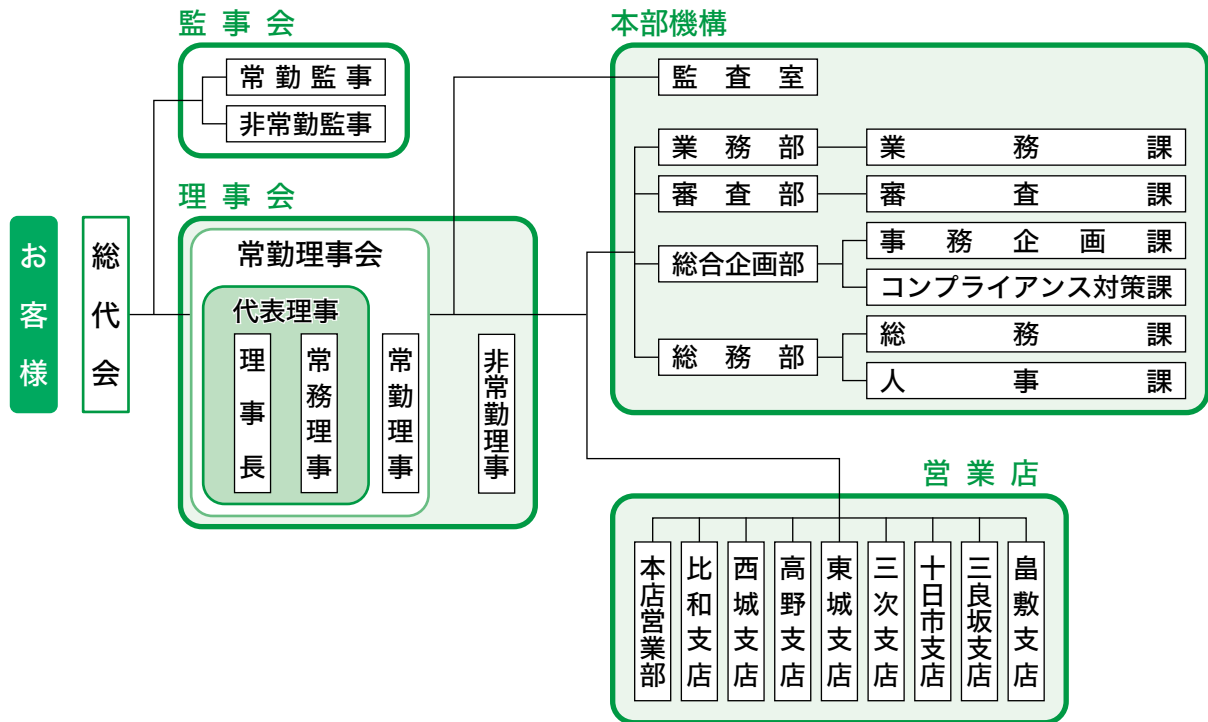 お客様
総代会
監事会
常勤監事
非常勤監事
理事会
常勤理事会
代表理事
理事長
常務理事
常勤理事
非常勤理事
本部機構
監査室
業務部
業務課
審査部
審査課
総合企画部
事務企画課
コンプライアンス対策課
総務部
総務課
人事課
営業店
本店営業部
比和支店
西城支店
高野支店
東城支店
三次支店
十日市支店
三良坂支店
畠敷支店